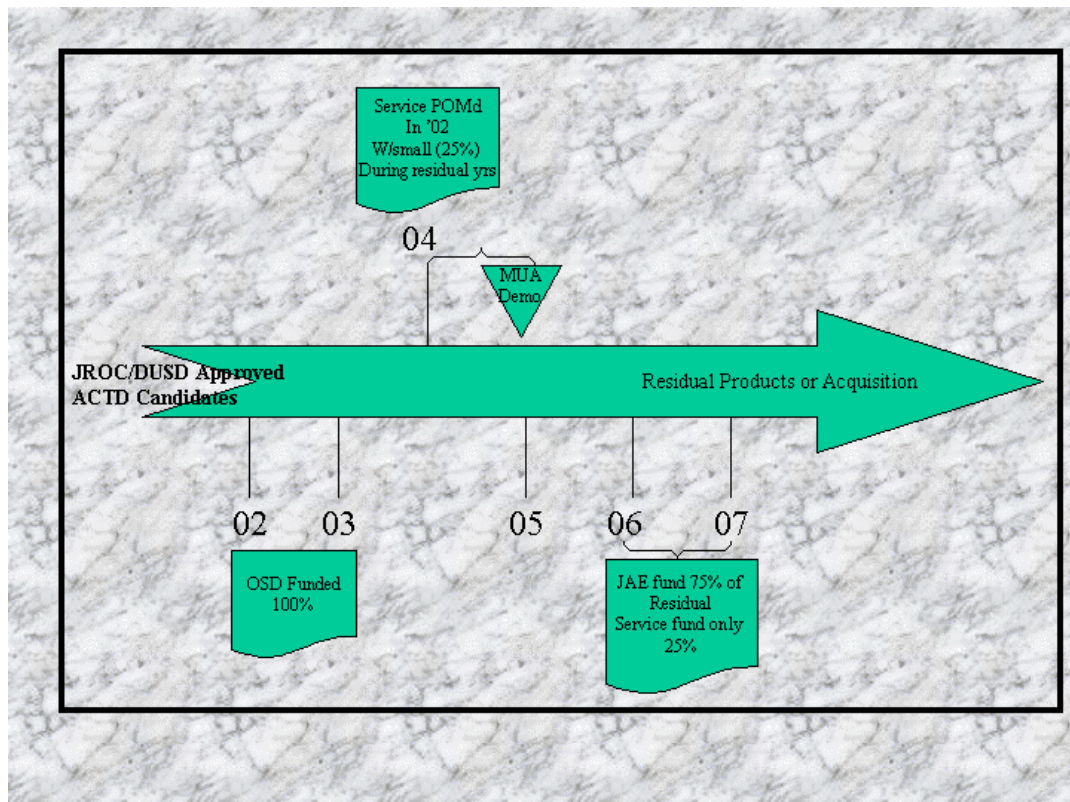 Service POMd
In '02
W/small (25%)
During residual yrs
04
MUA
Demo
JROC/DUSD Approved
ACTD Candidates
Residual Products or Acquisition
02
03
05
06
07
OSD Funded
100%
JAE fund 75% of
Residual
Service fund only
25%